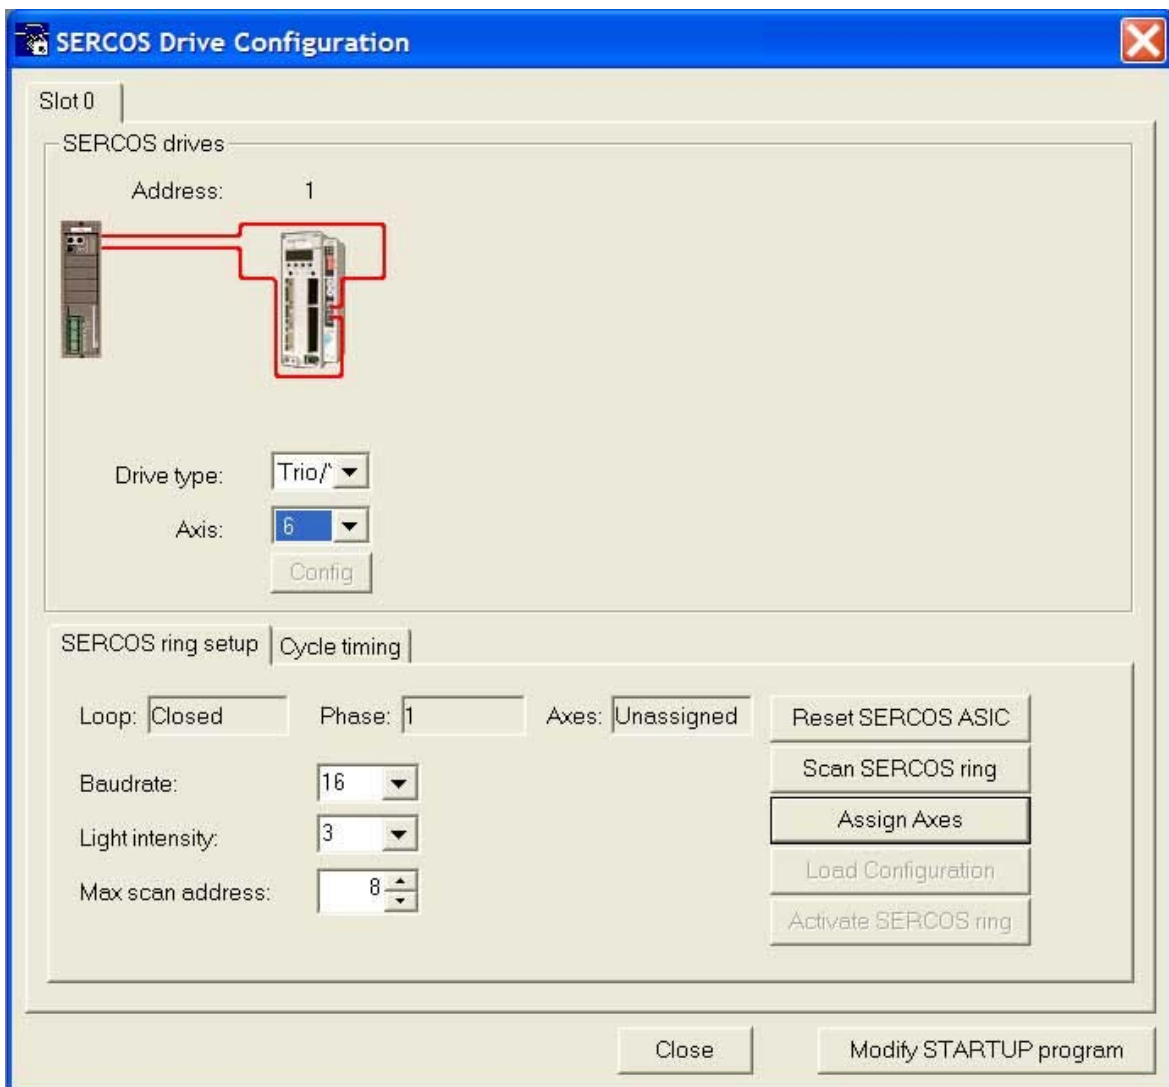 SERCOS Drive Configuration
Slot 0
SERCOS drives
Address: 1
Drive type: Trio/
Axis: 6
Config
SERCOS ring setup Cycle timing
Loop: Closed Phase: 1 Axes: Unassigned Reset SERCOS ASIC
Baudrate: 16 Scan SERCOS ring
Light intensity: 3 Assign Axes
Max scan address: 8 Load Configuration
Activate SERCOS ring
Close Modify STARTUP program